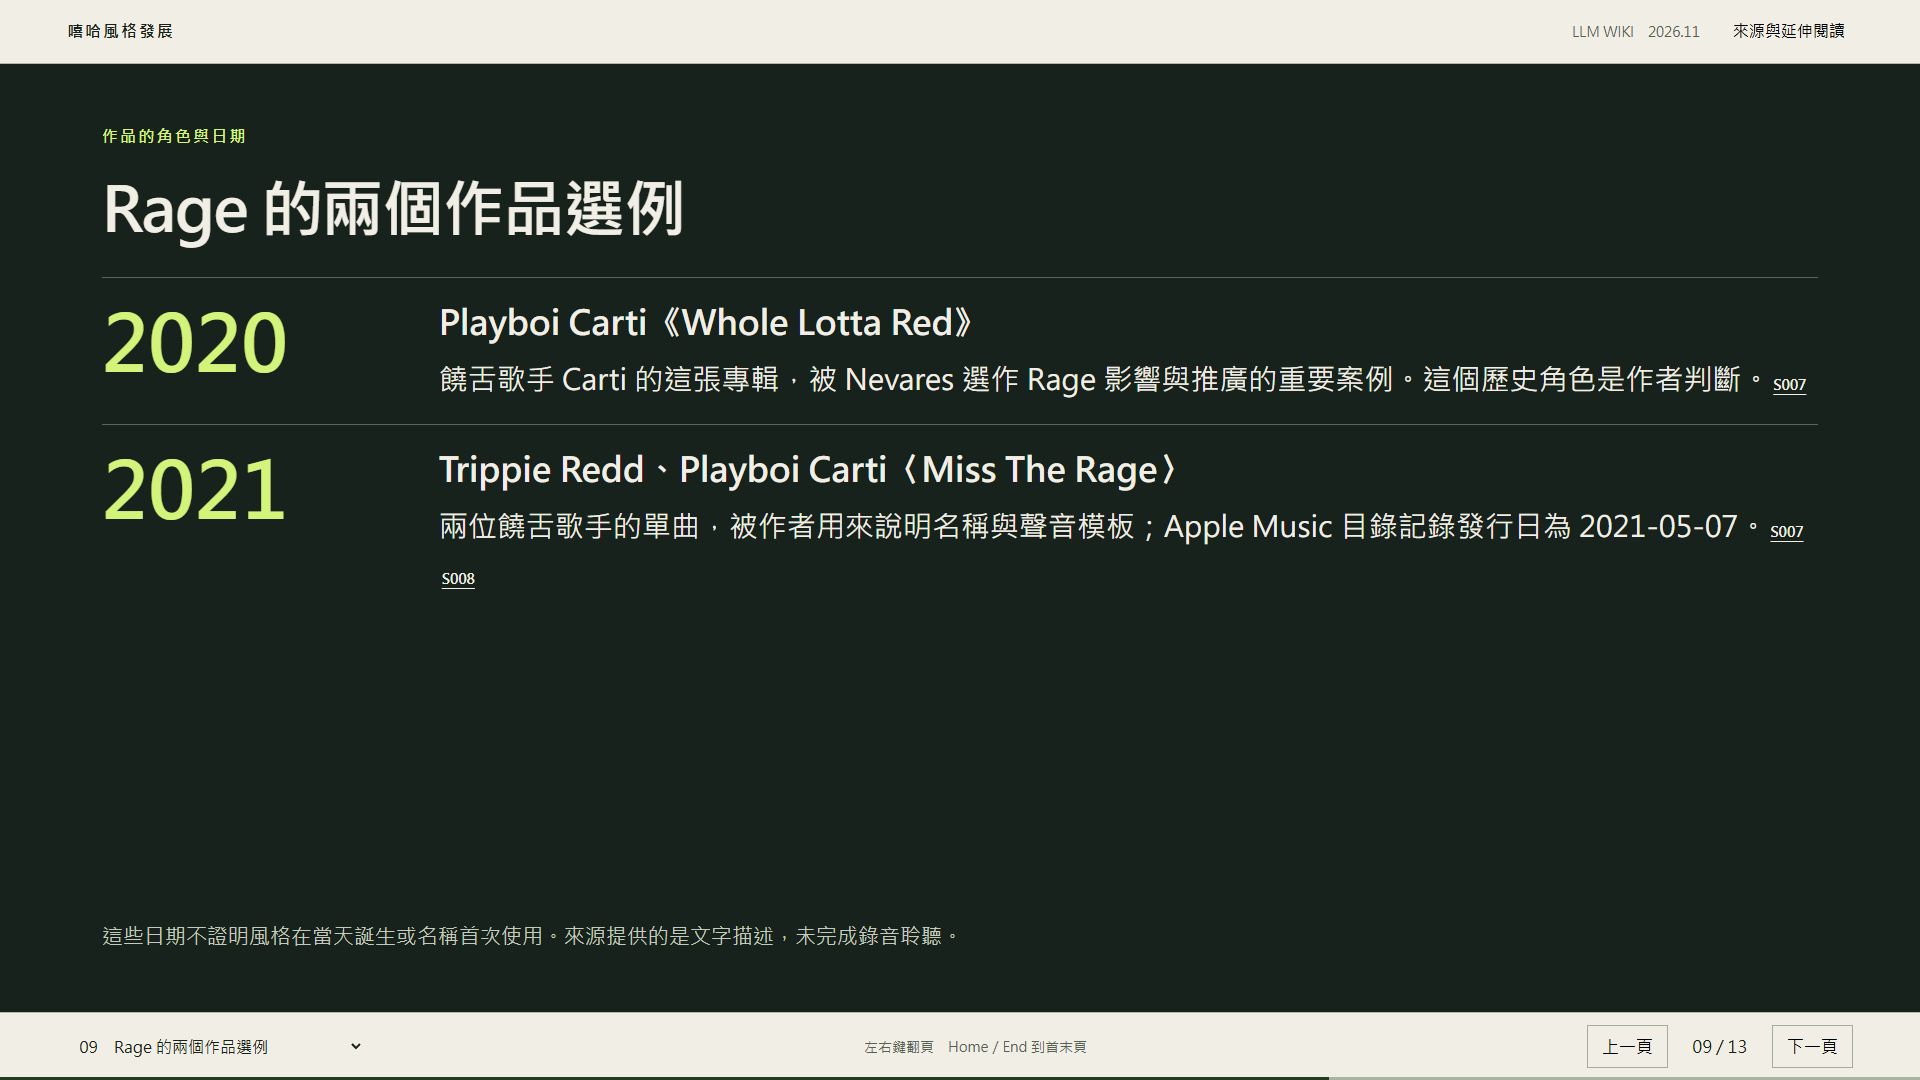 嘻哈風格發展
LLM WIKI 2026.11 來源與延伸閱讀
作品的角色與日期
Rage 的兩個作品選例
2020
Playboi Carti《Whole Lotta Red》
饒舌歌手 Carti 的這張專輯，被 Nevares 選作 Rage 影響與推廣的重要案例。這個歷史角色是作者判斷。 S007
2021
Trippie Redd、Playboi Carti〈Miss The Rage〉
兩位饒舌歌手的單曲，被作者用來說明名稱與聲音模板；Apple Music 目錄記錄發行日為 2021-05-07。 S007
S008
這些日期不證明風格在當天誕生或名稱首次使用。來源提供的是文字描述，未完成錄音聆聽。
09 Rage 的兩個作品選例
左右鍵翻頁 Home / End 到首末頁
上一頁 09 / 13 下一頁